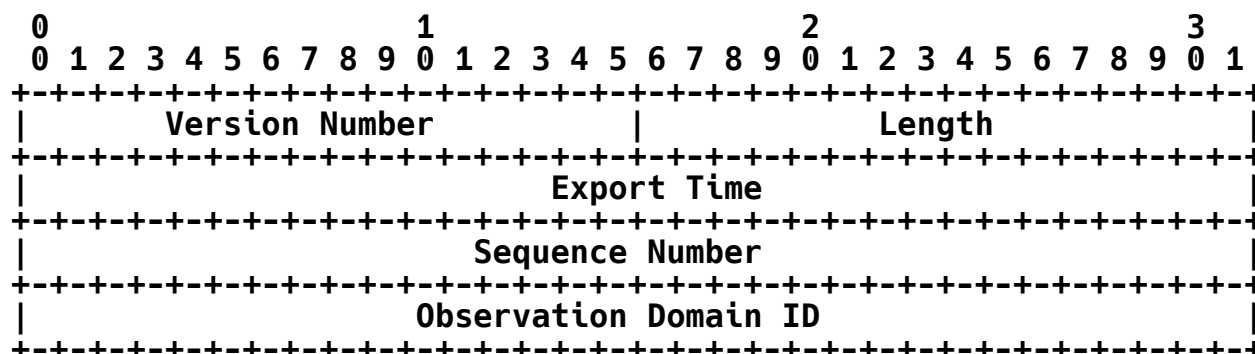 0                   1                   2                   3
 0 1 2 3 4 5 6 7 8 9 0 1 2 3 4 5 6 7 8 9 0 1 2 3 4 5 6 7 8 9 0 1
+-+-+-+-+-+-+-+-+-+-+-+-+-+-+-+-+-+-+-+-+-+-+-+-+-+-+-+-+-+-+-+-+
|       Version Number          |            Length             |
+-+-+-+-+-+-+-+-+-+-+-+-+-+-+-+-+-+-+-+-+-+-+-+-+-+-+-+-+-+-+-+-+
|                           Export Time                         |
+-+-+-+-+-+-+-+-+-+-+-+-+-+-+-+-+-+-+-+-+-+-+-+-+-+-+-+-+-+-+-+-+
|                       Sequence Number                         |
+-+-+-+-+-+-+-+-+-+-+-+-+-+-+-+-+-+-+-+-+-+-+-+-+-+-+-+-+-+-+-+-+
|                    Observation Domain ID                      |
+-+-+-+-+-+-+-+-+-+-+-+-+-+-+-+-+-+-+-+-+-+-+-+-+-+-+-+-+-+-+-+-+